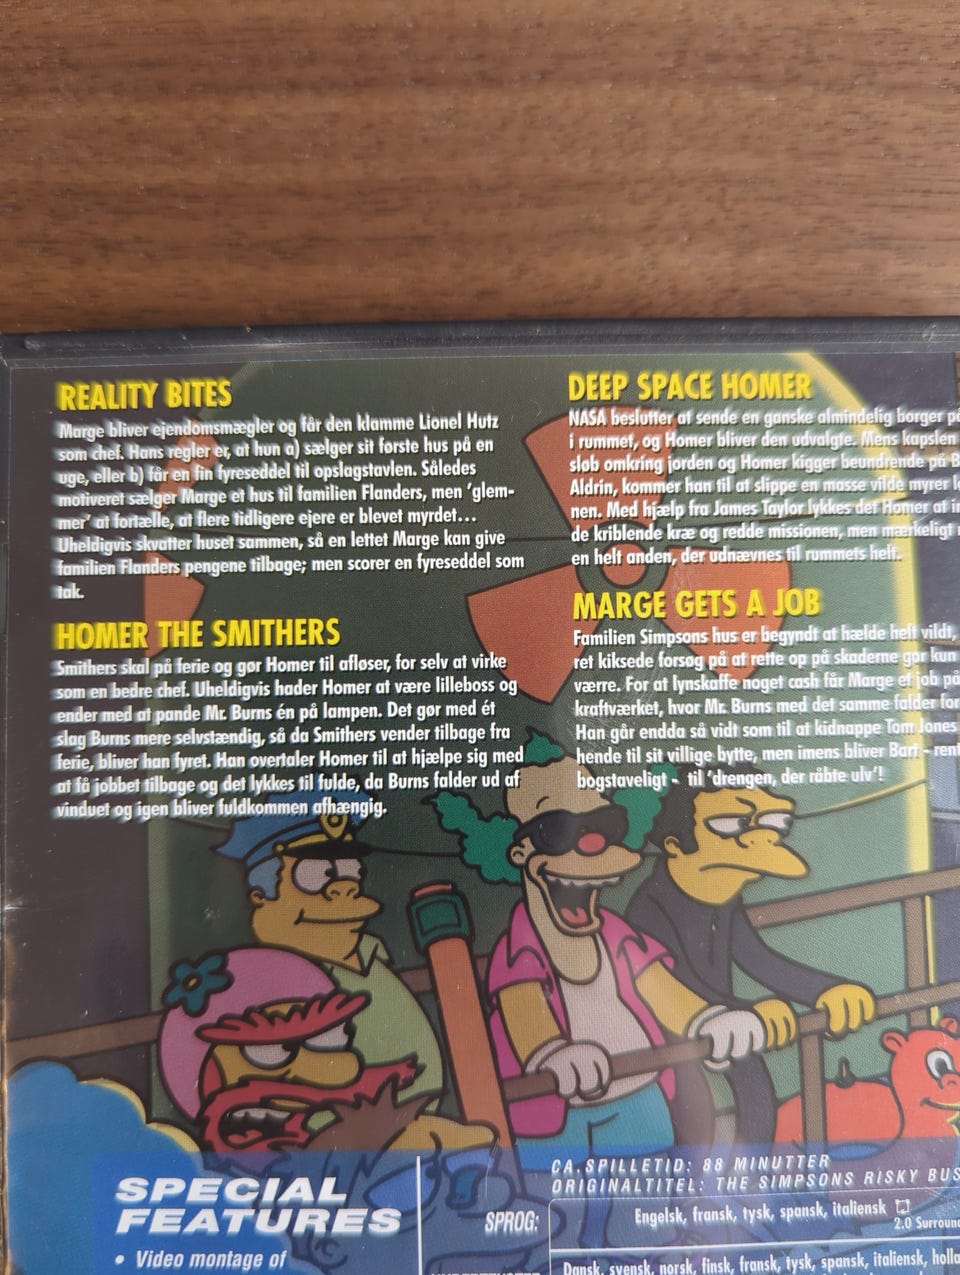 REALITY BITES
Marge bliver ejendomsmægler og får den klamme Lionel Hutz
som chef. Hans regler er, at hun a) sælger sit første hus på en
uge, eller b) får en fin fyreseddel til opslagstavlen. Således
motiveret sælger Marge et hus til familien Flanders, men 'glem-
mer' at fortælle, at flere tidligere ejere er blevet myrdet...
Uheldigvis skvatter huset sammen, så en lettet Marge kan give
familien Flanders pengene tilbage; men scorer en fyreseddel som
tak.
HOMER THE SMITHERS
Smithers skal på ferie og gør Homer til afløser, for selv at virke
som en bedre chef. Uheldigvis hader Homer at være lilleboss og
ender med at pande Mr. Burns én på lampen. Det gør med ét
slag Burns mere selvstændig, så da Smithers vender tilbage fra
ferie, bliver han fyret. Han overtaler Homer til at hjælpe sig med
at få jobbet tilbage og det lykkes til fulde, da Burns falder ud af
vinduet og igen bliver fuldkommen afhængig.
DEEP SPACE HOMER
NASA beslutter at sende en ganske almindelig borger på
i rummet, og Homer bliver den udvalgte. Mens kapslen
sløb omkring jorden og Homer kigger beundrende på B
Aldrin, kommer han til at slippe en masse vilde myrer
nen. Med hjælp fra James Taylor lykkes det Homer at
de kriblende kræ og redde missionen, men mærkeligt
en helt anden, der udnævnes til rummets helt.
MARGE GETS A JOB
Familien Simpsons hus er begyndt at hælde helt vildt,
ret kiksede forsøg på at rette op på skaderne gør kun
værre. For at lynskaffe noget cash får Marge et job på
kraftværket, hvor Mr. Burns med det samme falder for
Han går endda så vidt som til at kidnappe Tom Jones
hende til sit villige bytte, men imens bliver Bart - rent
bogstaveligt - til 'drengen, der råbte ulv'!
SPECIAL
FEATURES
• Video montage of
CA. SPILLETID: 88 MINUTTER
ORIGINALTITEL: THE SIMPSONS RISKY BUS
SPROG:
Engelsk, fransk, tysk, spansk, italiensk
2.0 Surround
Dansk, svensk, norsk, finsk, fransk, tysk, spansk, italiensk, holla